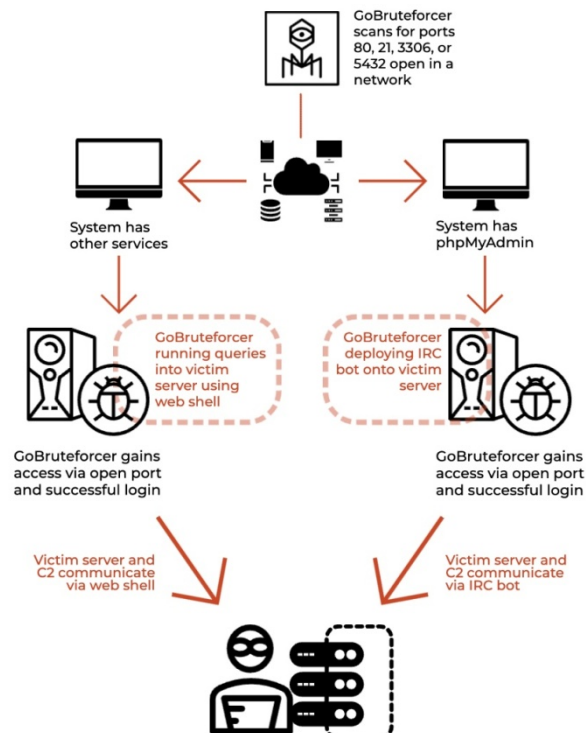 GoBruteforcer
scans for ports
80, 21, 3306, or
5432 open in a
network
System has
other services
System has
phpMyAdmin
GoBruteforcer
running queries
into victim
server using
web shell
GoBruteforcer
deploying IRC
bot onto victim
server
GoBruteforcer gains
access via open port
and successful login
GoBruteforcer gains
access via open port
and successful login
Victim server and
C2 communicate
via web shell
Victim server and
C2 communicate
via IRC bot